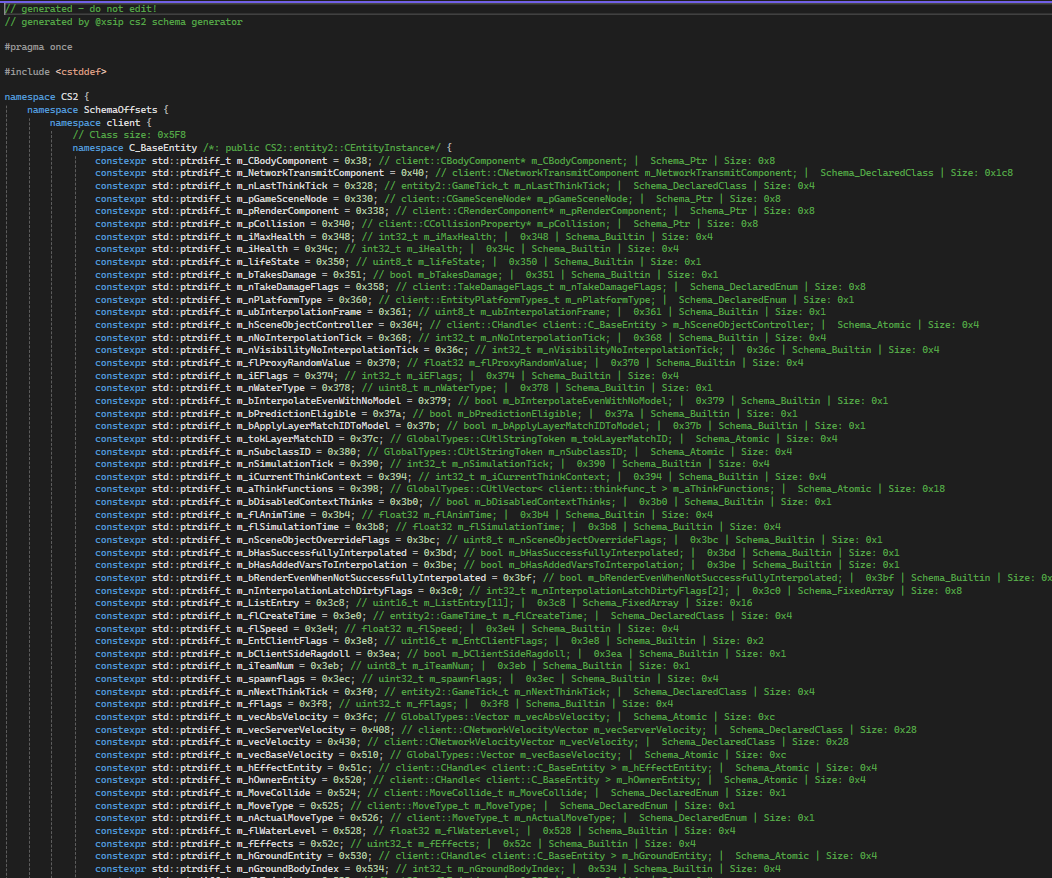 // generated - do not edit!
// generated by @xsip cs2 schema generator
#pragma once
#include <cstddef>
namespace CS2 {
namespace SchemaOffsets {
namespace client {
// Class size: 0x5F8
namespace C_BaseEntity /*: public CS2::entity2::CEntityInstance*/ {
constexpr std::ptrdiff_t m_CBodyComponent = 0x38; // client::CBodyComponent* m_CBodyComponent; | Schema_Ptr | Size: 0x8
constexpr std::ptrdiff_t m_NetworkTransmitComponent = 0x40; // client::CNetworkTransmitComponent m_NetworkTransmitComponent; | Schema_DeclaredClass | Size: 0x1c8
constexpr std::ptrdiff_t m_nLastThinkTick = 0x328; // entity2::GameTick_t m_nLastThinkTick; | Schema_DeclaredClass | Size: 0x4
constexpr std::ptrdiff_t m_pGameSceneNode = 0x330; // client::CGameSceneNode* m_pGameSceneNode; | Schema_Ptr | Size: 0x8
constexpr std::ptrdiff_t m_pRenderComponent = 0x338; // client::CRenderComponent* m_pRenderComponent; | Schema_Ptr | Size: 0x8
constexpr std::ptrdiff_t m_pCollision = 0x340; // client::CCollisionProperty* m_pCollision; | Schema_Ptr | Size: 0x8
constexpr std::ptrdiff_t m_iMaxHealth = 0x348; // int32_t m_iMaxHealth; | 0x348 | Schema_Builtin | Size: 0x4
constexpr std::ptrdiff_t m_iHealth = 0x34c; // int32_t m_iHealth; | 0x34c | Schema_Builtin | Size: 0x4
constexpr std::ptrdiff_t m_lifeState = 0x350; // uint8_t m_lifeState; | 0x350 | Schema_Builtin | Size: 0x1
constexpr std::ptrdiff_t m_bTakesDamage = 0x351; // bool m_bTakesDamage; | 0x351 | Schema_Builtin | Size: 0x1
constexpr std::ptrdiff_t m_nTakeDamageFlags = 0x358; // client::TakeDamageFlags_t m_nTakeDamageFlags; | Schema_DeclaredEnum | Size: 0x8
constexpr std::ptrdiff_t m_nPlatformType = 0x360; // client::EntityPlatformTypes_t m_nPlatformType; | Schema_DeclaredEnum | Size: 0x1
constexpr std::ptrdiff_t m_ubInterpolationFrame = 0x361; // uint8_t m_ubInterpolationFrame; | 0x361 | Schema_Builtin | Size: 0x1
constexpr std::ptrdiff_t m_hSceneObjectController = 0x364; // client::CHandle< client::C_BaseEntity > m_hSceneObjectController; | Schema_Atomic | Size: 0x4
constexpr std::ptrdiff_t m_nNoInterpolationTick = 0x368; // int32_t m_nNoInterpolationTick; | 0x368 | Schema_Builtin | Size: 0x4
constexpr std::ptrdiff_t m_nVisibilityNoInterpolationTick = 0x36c; // int32_t m_nVisibilityNoInterpolationTick; | 0x36c | Schema_Builtin | Size: 0x4
constexpr std::ptrdiff_t m_flProxyRandomValue = 0x370; // float32 m_flProxyRandomValue; | 0x370 | Schema_Builtin | Size: 0x4
constexpr std::ptrdiff_t m_iEFlags = 0x374; // int32_t m_iEFlags; | 0x374 | Schema_Builtin | Size: 0x4
constexpr std::ptrdiff_t m_nWaterType = 0x378; // uint8_t m_nWaterType; | 0x378 | Schema_Builtin | Size: 0x1
constexpr std::ptrdiff_t m_bInterpolateEvenWithNoModel = 0x379; // bool m_bInterpolateEvenWithNoModel; | 0x379 | Schema_Builtin | Size: 0x1
constexpr std::ptrdiff_t m_bPredictionEligible = 0x37a; // bool m_bPredictionEligible; | 0x37a | Schema_Builtin | Size: 0x1
constexpr std::ptrdiff_t m_bApplyLayerMatchIDToModel = 0x37b; // bool m_bApplyLayerMatchIDToModel; | 0x37b | Schema_Builtin | Size: 0x1
constexpr std::ptrdiff_t m_tokLayerMatchID = 0x37c; // GlobalTypes::CUtlStringToken m_tokLayerMatchID; | Schema_Atomic | Size: 0x4
constexpr std::ptrdiff_t m_nSubclassID = 0x380; // GlobalTypes::CUtlStringToken m_nSubclassID; | Schema_Atomic | Size: 0x4
constexpr std::ptrdiff_t m_nSimulationTick = 0x390; // int32_t m_nSimulationTick; | 0x390 | Schema_Builtin | Size: 0x4
constexpr std::ptrdiff_t m_iCurrentThinkContext = 0x394; // int32_t m_iCurrentThinkContext; | 0x394 | Schema_Builtin | Size: 0x4
constexpr std::ptrdiff_t m_aThinkFunctions = 0x398; // GlobalTypes::CUtlVector< client::thinkfunc_t > m_aThinkFunctions; | Schema_Atomic | Size: 0x18
constexpr std::ptrdiff_t m_bDisabledContextThinks = 0x3b0; // bool m_bDisabledContextThinks; | 0x3b0 | Schema_Builtin | Size: 0x1
constexpr std::ptrdiff_t m_flAnimTime = 0x3b4; // float32 m_flAnimTime; | 0x3b4 | Schema_Builtin | Size: 0x4
constexpr std::ptrdiff_t m_flSimulationTime = 0x3b8; // float32 m_flSimulationTime; | 0x3b8 | Schema_Builtin | Size: 0x4
constexpr std::ptrdiff_t m_nSceneObjectOverrideFlags = 0x3bc; // uint8_t m_nSceneObjectOverrideFlags; | 0x3bc | Schema_Builtin | Size: 0x1
constexpr std::ptrdiff_t m_bHasSuccessfullyInterpolated = 0x3bd; // bool m_bHasSuccessfullyInterpolated; | 0x3bd | Schema_Builtin | Size: 0x1
constexpr std::ptrdiff_t m_bHasAddedVarsToInterpolation = 0x3be; // bool m_bHasAddedVarsToInterpolation; | 0x3be | Schema_Builtin | Size: 0x1
constexpr std::ptrdiff_t m_bRenderEvenWhenNotSuccessfullyInterpolated = 0x3bf; // bool m_bRenderEvenWhenNotSuccessfullyInterpolated; | 0x3bf | Schema_Builtin | Size: 0x
constexpr std::ptrdiff_t m_nInterpolationLatchDirtyFlags = 0x3c0; // int32_t m_nInterpolationLatchDirtyFlags[2]; | 0x3c0 | Schema_FixedArray | Size: 0x8
constexpr std::ptrdiff_t m_ListEntry = 0x3c8; // uint16_t m_ListEntry[11]; | 0x3c8 | Schema_FixedArray | Size: 0x16
constexpr std::ptrdiff_t m_flCreateTime = 0x3e0; // entity2::GameTime_t m_flCreateTime; | Schema_DeclaredClass | Size: 0x4
constexpr std::ptrdiff_t m_flSpeed = 0x3e4; // float32 m_flSpeed; | 0x3e4 | Schema_Builtin | Size: 0x4
constexpr std::ptrdiff_t m_EntClientFlags = 0x3e8; // uint16_t m_EntClientFlags; | 0x3e8 | Schema_Builtin | Size: 0x2
constexpr std::ptrdiff_t m_bClientSideRagdoll = 0x3ea; // bool m_bClientSideRagdoll; | 0x3ea | Schema_Builtin | Size: 0x1
constexpr std::ptrdiff_t m_iTeamNum = 0x3eb; // uint8_t m_iTeamNum; | 0x3eb | Schema_Builtin | Size: 0x1
constexpr std::ptrdiff_t m_spawnflags = 0x3ec; // uint32_t m_spawnflags; | 0x3ec | Schema_Builtin | Size: 0x4
constexpr std::ptrdiff_t m_nNextThinkTick = 0x3f0; // entity2::GameTick_t m_nNextThinkTick; | Schema_DeclaredClass | Size: 0x4
constexpr std::ptrdiff_t m_fFlags = 0x3f8; // uint32_t m_fFlags; | 0x3f8 | Schema_Builtin | Size: 0x4
constexpr std::ptrdiff_t m_vecAbsVelocity = 0x3fc; // GlobalTypes::Vector m_vecAbsVelocity; | Schema_Atomic | Size: 0xc
constexpr std::ptrdiff_t m_vecServerVelocity = 0x408; // client::CNetworkVelocityVector m_vecServerVelocity; | Schema_DeclaredClass | Size: 0x28
constexpr std::ptrdiff_t m_vecVelocity = 0x430; // client::CNetworkVelocityVector m_vecVelocity; | Schema_DeclaredClass | Size: 0x28
constexpr std::ptrdiff_t m_vecBaseVelocity = 0x510; // GlobalTypes::Vector m_vecBaseVelocity; | Schema_Atomic | Size: 0xc
constexpr std::ptrdiff_t m_hEffectEntity = 0x51c; // client::CHandle< client::C_BaseEntity > m_hEffectEntity; | Schema_Atomic | Size: 0x4
constexpr std::ptrdiff_t m_hOwnerEntity = 0x520; // client::CHandle< client::C_BaseEntity > m_hOwnerEntity; | Schema_Atomic | Size: 0x4
constexpr std::ptrdiff_t m_MoveCollide = 0x524; // client::MoveCollide_t m_MoveCollide; | Schema_DeclaredEnum | Size: 0x1
constexpr std::ptrdiff_t m_MoveType = 0x525; // client::MoveType_t m_MoveType; | Schema_DeclaredEnum | Size: 0x1
constexpr std::ptrdiff_t m_nActualMoveType = 0x526; // client::MoveType_t m_nActualMoveType; | Schema_DeclaredEnum | Size: 0x1
constexpr std::ptrdiff_t m_flWaterLevel = 0x528; // float32 m_flWaterLevel; | 0x528 | Schema_Builtin | Size: 0x4
constexpr std::ptrdiff_t m_fEffects = 0x52c; // uint32_t m_fEffects; | 0x52c | Schema_Builtin | Size: 0x4
constexpr std::ptrdiff_t m_hGroundEntity = 0x530; // client::CHandle< client::C_BaseEntity > m_hGroundEntity; | Schema_Atomic | Size: 0x4
constexpr std::ptrdiff_t m_nGroundBodyIndex = 0x534; // int32_t m_nGroundBodyIndex; | 0x534 | Schema_Builtin | Size: 0x4